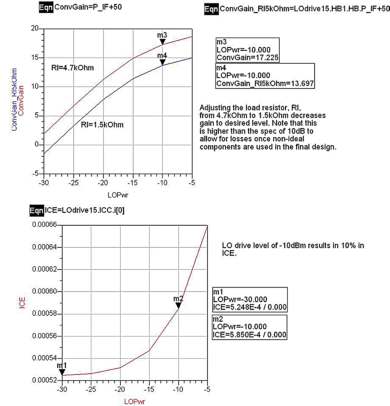 Eqn ConvGain=P_IF+50
Eqn ConvGain_RI5kOhm=LOdrive15.HB1.HB.P_IF+50
ConvGain_RI5kOhm
ConvGain
20
15
10
5
0
-5
m3
m4
RI=4.7kOhm
RI=1.5kOhm
-30 -25 -20 -15 -10 -5
LOPwr
m3
LOPwr=-10.000
ConvGain=17.225
m4
LOPwr=-10.000
ConvGain_RI5kOhm=13.697
Adjusting the load resistor, RI,
from 4.7kOhm to 1.5kOhm decreases
gain to desired level. Note that this
is higher than the spec of 10dB to
allow for losses once non-ideal
components are used in the final design.
Eqn ICE=LOdrive15.ICC.i[0]
ICE
0.00066
0.00064
0.00062
0.00060
0.00058
0.00056
0.00054
0.00052
m1
m2
-30 -25 -20 -15 -10 -5
LOPwr
LO drive level of -10dBm results in 10% in
ICE.
m1
LOPwr=-30.000
ICE=5.248E-4 / 0.000
m2
LOPwr=-10.000
ICE=5.850E-4 / 0.000